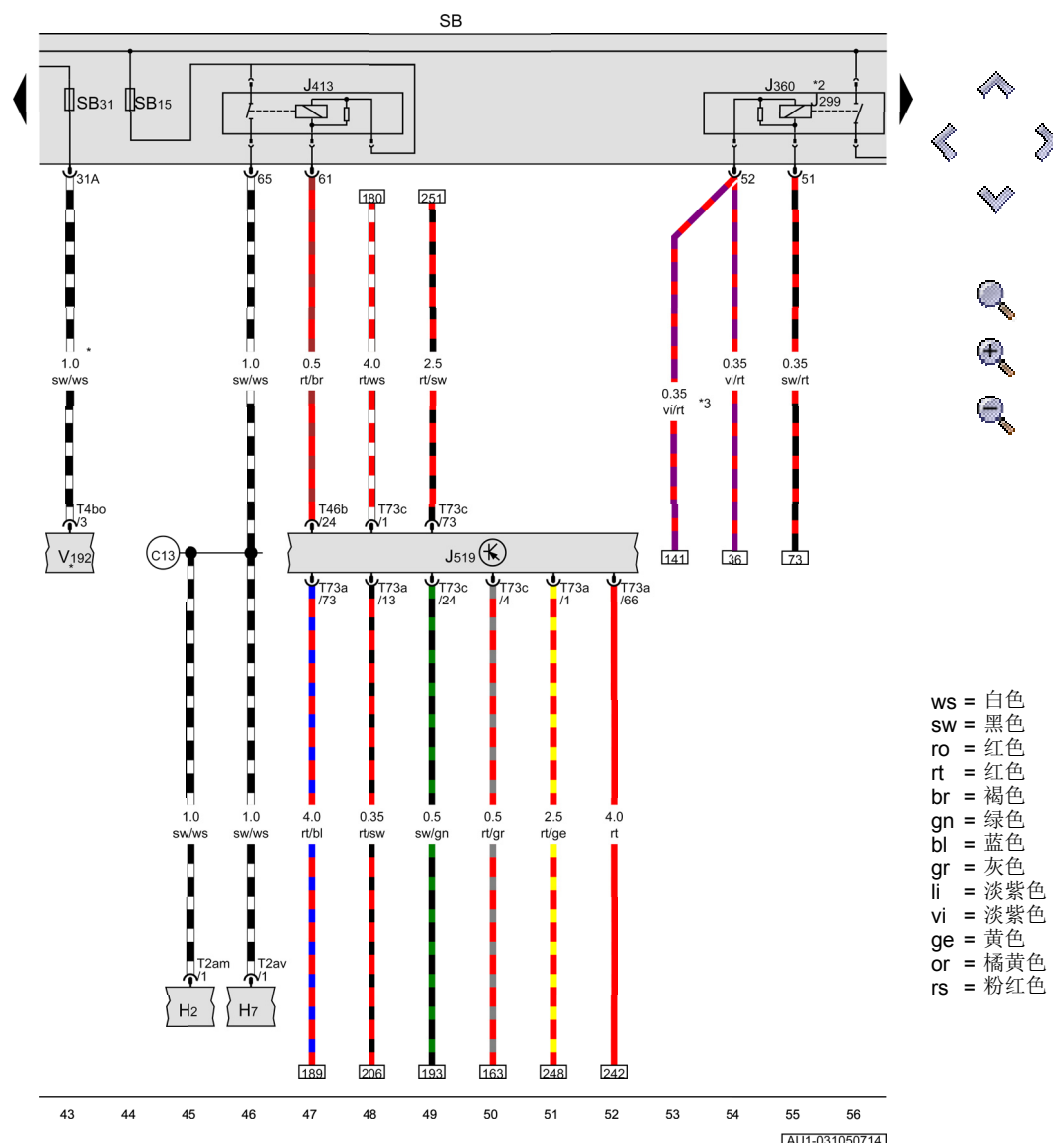 SB
SB31
SB15
J413
J360 *2
J299
31A
65
61
52
51
180
251
*
1.0
sw/ws
1.0
sw/ws
0.5
rt/br
4.0
rt/ws
2.5
rt/sw
0.35
vi/rt
*3
0.35
v/rt
0.35
sw/rt
T4bo
/3
T46b
/24
T73c
/1
T73c
/73
V192
*
C13
J519
141
36
73
T73a
/73
T73a
/13
T73c
/24
T73c
/4
T73a
/1
T73a
/66
1.0
sw/ws
1.0
sw/ws
4.0
rt/bl
0.35
rt/sw
0.5
sw/gn
0.5
rt/gr
2.5
rt/ge
4.0
rt
T2am
/1
T2av
/1
H2
H7
189
206
193
163
248
242
43 44 45 46 47 48 49 50 51 52 53 54 55 56
AU1-031050714
ws = 白色
sw = 黑色
ro = 红色
rt = 红色
br = 褐色
gn = 绿色
bl = 蓝色
gr = 灰色
li = 淡紫色
vi = 淡紫色
ge = 黄色
or = 橘黄色
rs = 粉红色